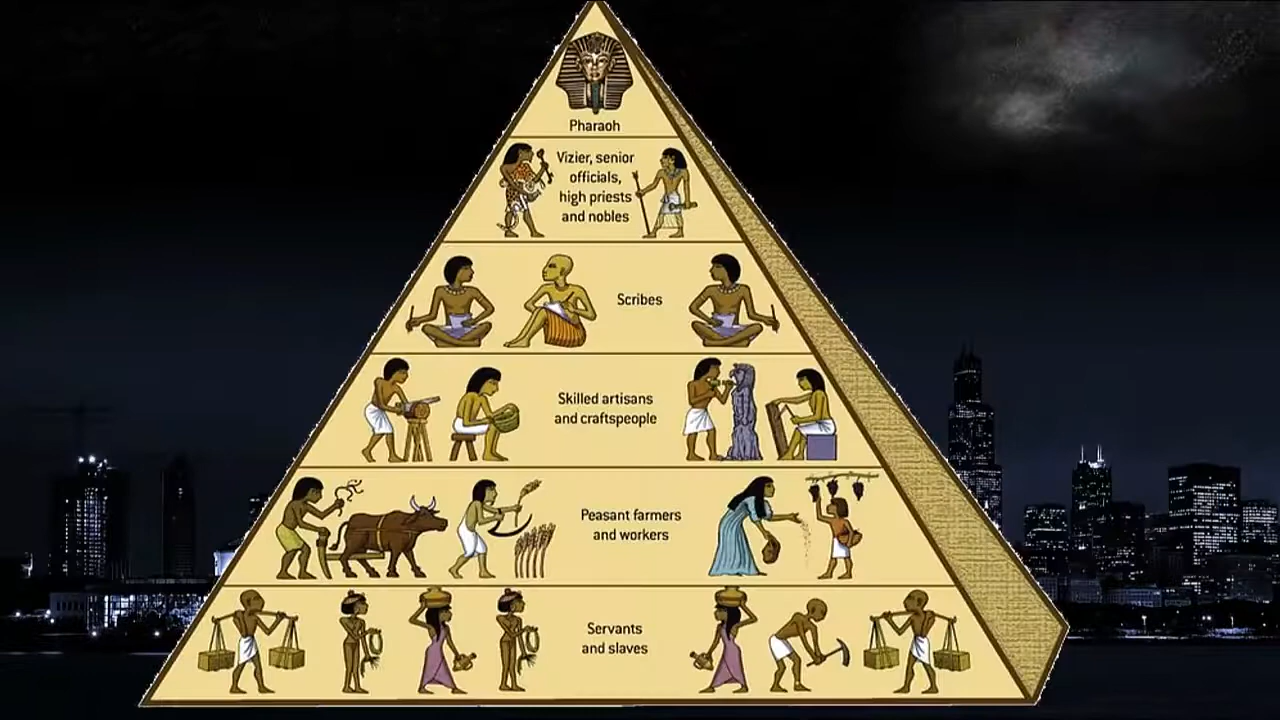 Pharaoh
Vizier, senior
officials,
high priests
and nobles
Scribes
Skilled artisans
and craftspeople
Peasant farmers
and workers
Servants
and slaves